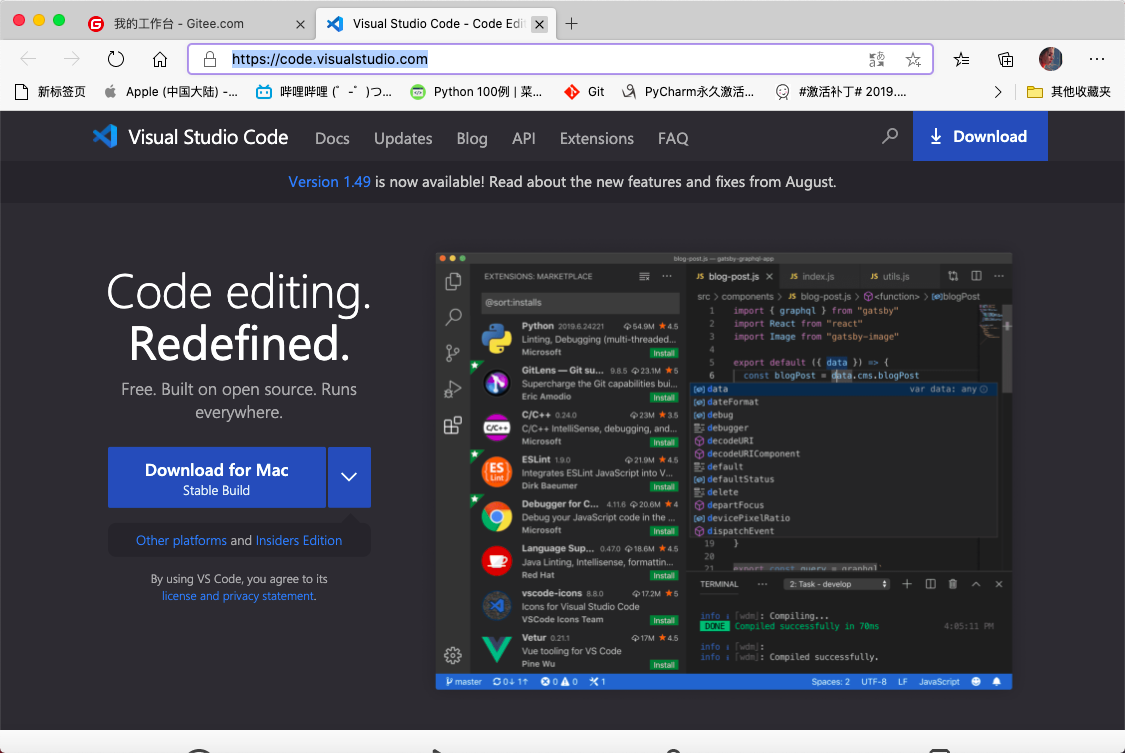 我的工作台 - Gitee.com
Visual Studio Code - Code Edit
https://code.visualstudio.com
新标签页
Apple (中国大陆) -...
哔哩哔哩 (゜-゜)つ...
Python 100例 | 菜...
Git
PyCharm永久激活...
#激活补丁# 2019....
其他收藏夹
Visual Studio Code
Docs
Updates
Blog
API
Extensions
FAQ
Download
Version 1.49 is now available! Read about the new features and fixes from August.
Code editing.
Redefined.
Free. Built on open source. Runs
everywhere.
Download for Mac
Stable Build
Other platforms and Insiders Edition
By using VS Code, you agree to its
license and privacy statement.
blog-post.js — gatsby-graphql-app
EXTENSIONS: MARKETPLACE
@sort:installs
Python 2019.6.24221 54.9M 4.5
Linting, Debugging (multi-threaded...
Microsoft Install
GitLens — Git su... 9.8.5 23.1M 5
Supercharge the Git capabilities bui...
Eric Amodio Install
C/C++ 0.24.0 23M 3.5
C/C++ IntelliSense, debugging, and...
Microsoft Install
ESLint 1.9.0 21.9M 4.5
Integrates ESLint JavaScript into V...
Dirk Baeumer Install
Debugger for C... 4.11.6 20.6M 4
Debug your JavaScript code in the ...
Microsoft Install
Language Sup... 0.47.0 18.6M 4.5
Java Linting, Intellisense, formattin...
Red Hat Install
vscode-icons 8.8.0 17.2M 5
Icons for Visual Studio Code
VSCode Icons Team Install
Vetur 0.21.1 17M 4.5
Vue tooling for VS Code
Pine Wu Install
JS blog-post.js
JS index.js
JS utils.js
src > components > JS blog-post.js > <function> > blogPost
1 import { graphql } from "gatsby"
2 import React from "react"
3 import Image from "gatsby-image"
4
5 export default ({ data }) => {
6 const blogPost = data.cms.blogPost
data var data: any
dateFormat
debug
debugger
decodeURI
decodeURIComponent
default
defaultStatus
delete
departFocus
devicePixelRatio
dispatchEvent
19 }
20
21 export const query = graphql`
TERMINAL
2: Task - develop
info ｢wdm｣: Compiling...
DONE Compiled successfully in 70ms 4:05:11 PM
info ｢wdm｣:
info ｢wdm｣: Compiled successfully.
master 0↓ 1↑ 0 0 1
Spaces: 2 UTF-8 LF JavaScript